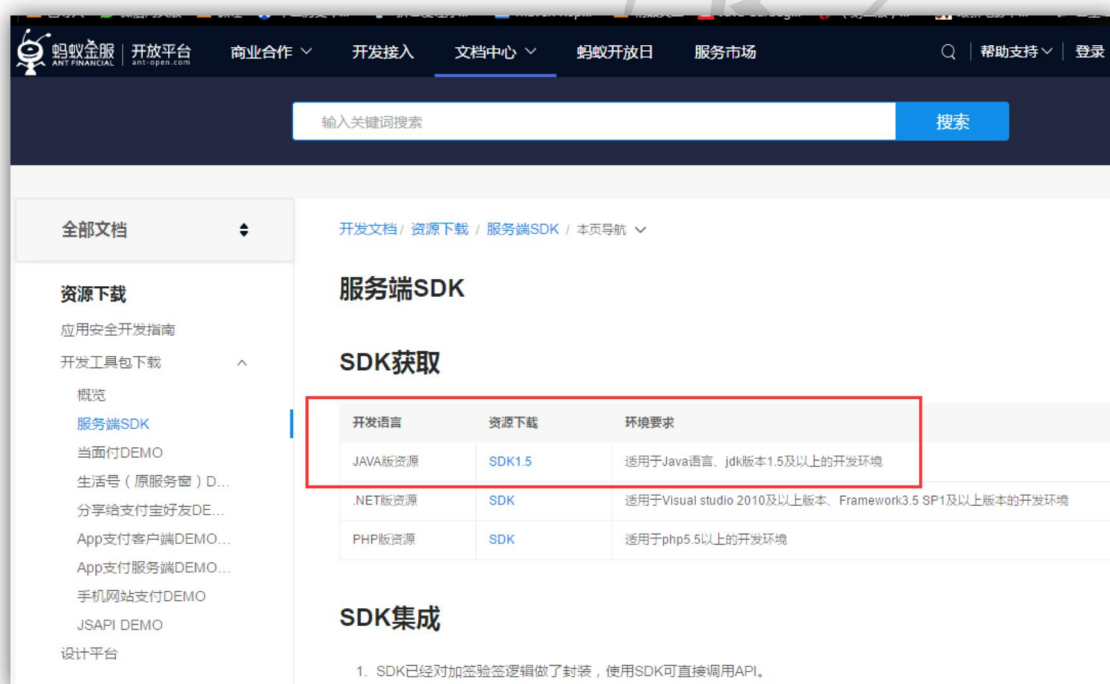 蚂蚁金服 开放平台 商业合作 开发接入 文档中心 蚂蚁开放日 服务市场 帮助支持 登录
ANT FINANCIAL ant-open.com
输入关键词搜索 搜索
全部文档
开发文档 / 资源下载 / 服务端SDK / 本页导航
资源下载
应用安全开发指南
开发工具包下载
概览
服务端SDK
当面付DEMO
生活号（原服务窗）D...
分享给支付宝好友DE...
App支付客户端DEMO...
App支付服务端DEMO...
手机网站支付DEMO
JSAPI DEMO
设计平台
服务端SDK
SDK获取
开发语言 资源下载 环境要求
JAVA版资源 SDK1.5 适用于Java语言、jdk版本1.5及以上的开发环境
.NET版资源 SDK 适用于Visual studio 2010及以上版本、Framework3.5 SP1及以上版本的开发环境
PHP版资源 SDK 适用于php5.5以上的开发环境
SDK集成
1. SDK已经对加签验签逻辑做了封装，使用SDK可直接调用API。